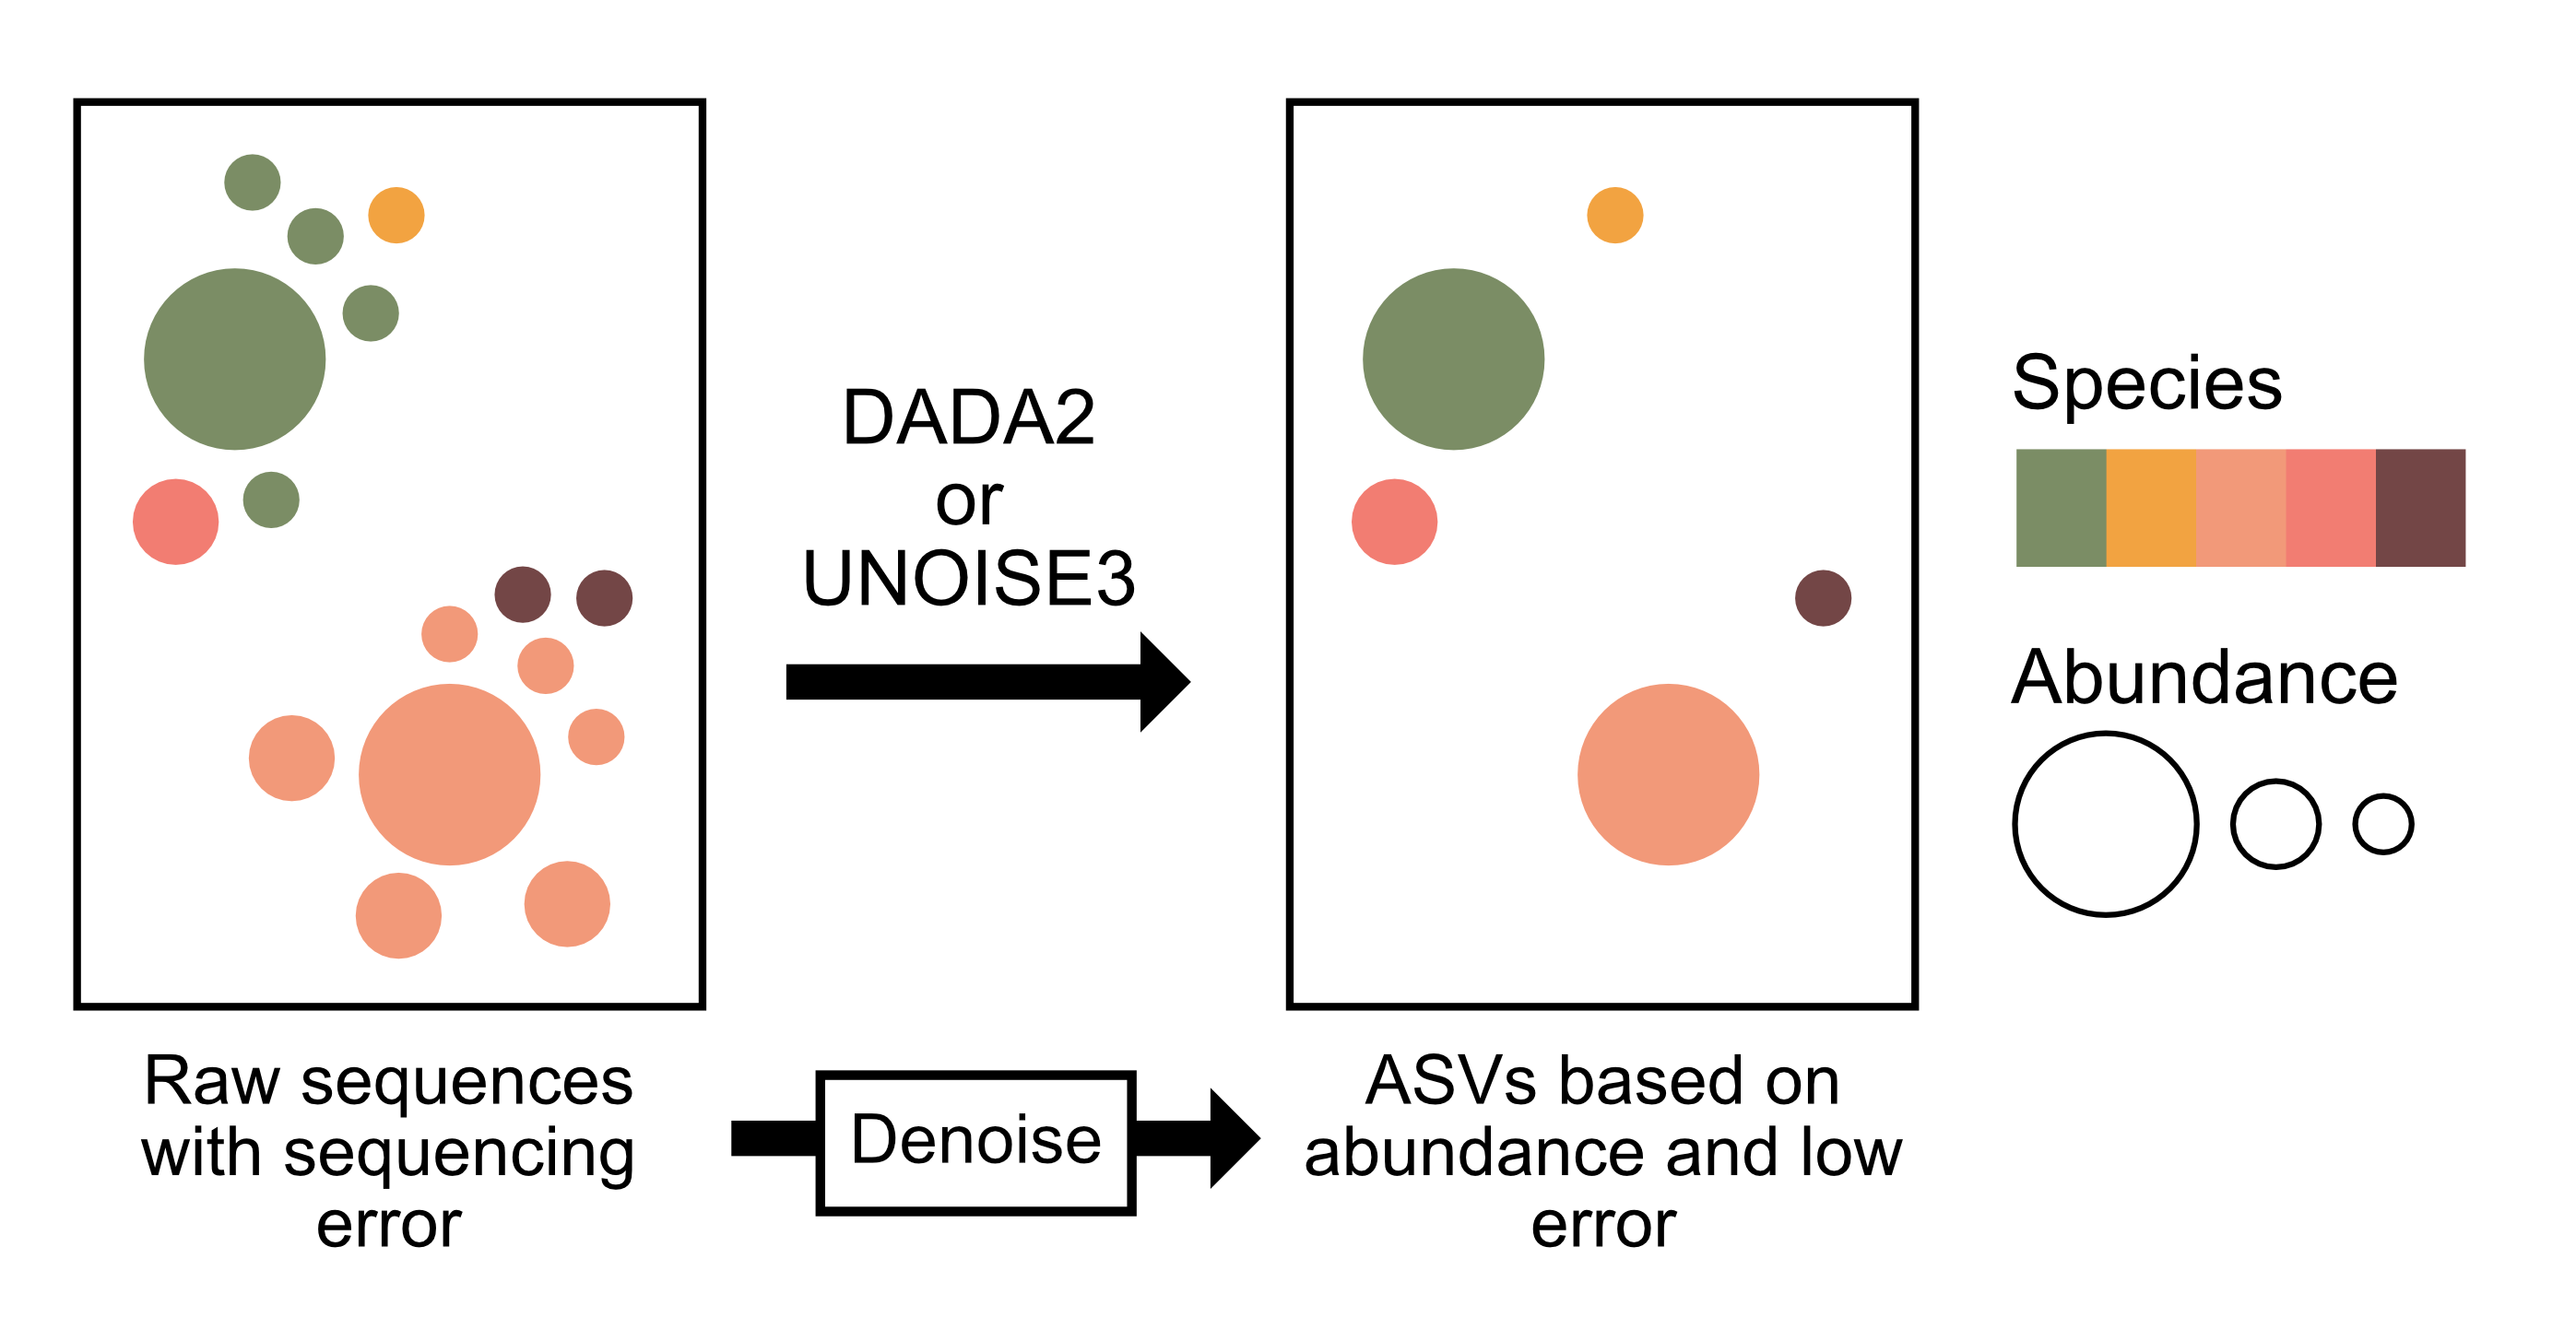 DADA2
or
UNOISE3
Species
Abundance
Raw sequences
with sequencing
error
Denoise
ASVs based on
abundance and low
error